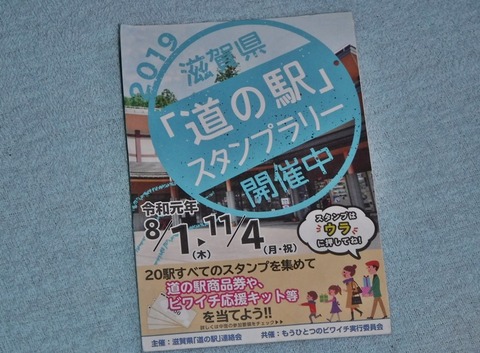 2019
滋賀県
「道の駅」
スタンプラリー
開催中
令和元年
8/1(木)▶11/4(月・祝)
スタンプは
ウラ
に押してね!
20駅すべてのスタンプを集めて
道の駅商品券や、
ビワイチ応援キット等
を当てよう!!
主催:滋賀県「道の駅」連絡会 共催:もうひとつのビワイチ実行委員会